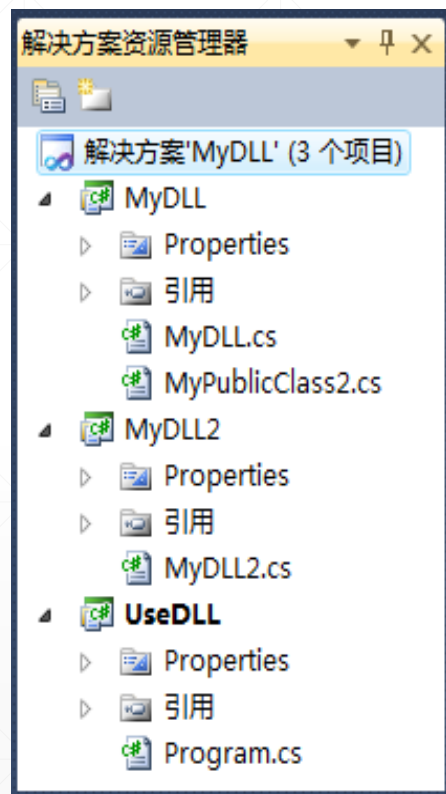 解决方案资源管理器
解决方案'MyDLL' (3 个项目)
MyDLL
Properties
引用
MyDLL.cs
MyPublicClass2.cs
MyDLL2
Properties
引用
MyDLL2.cs
UseDLL
Properties
引用
Program.cs